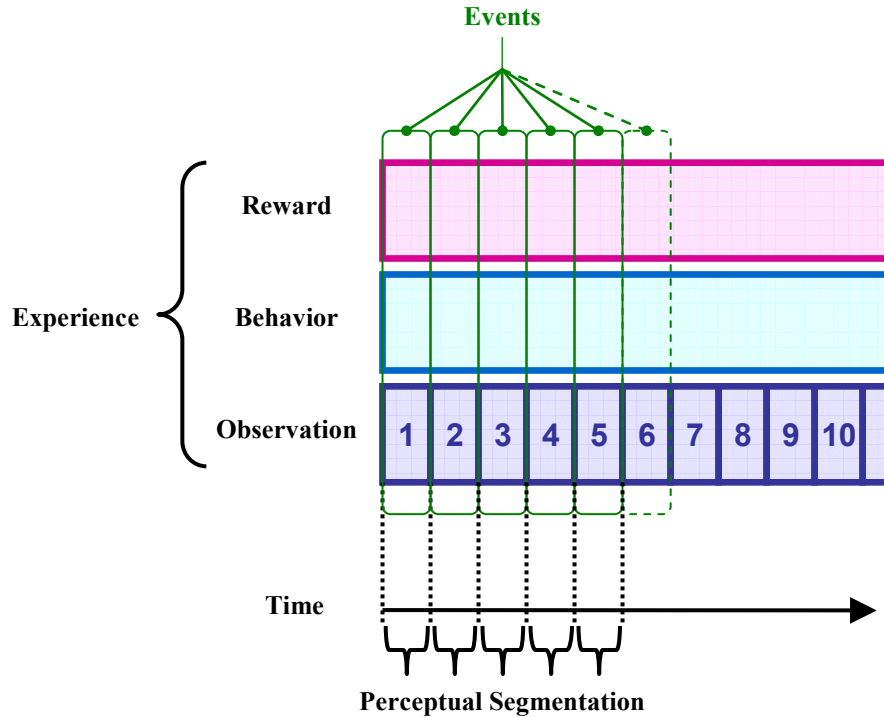 Events
Reward
Experience
Behavior
Observation
1 2 3 4 5 6 7 8 9 10
Time
Perceptual Segmentation